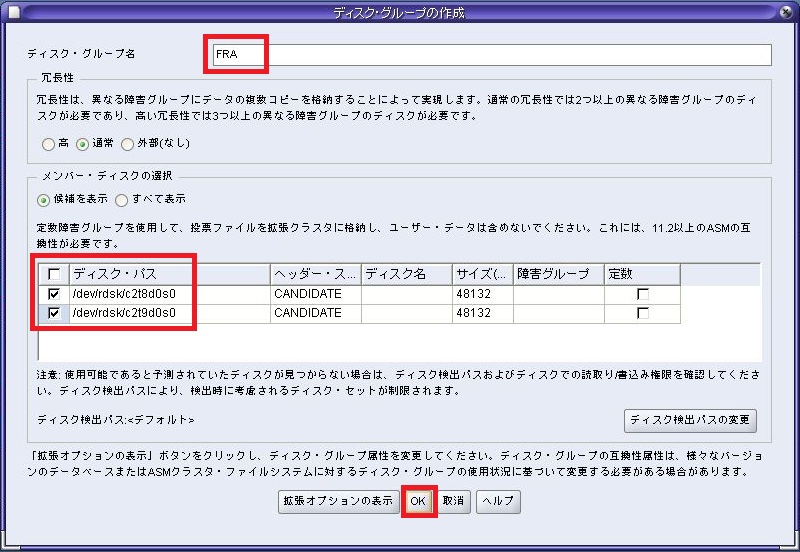 ディスク・グループの作成
ディスク・グループ名 FRA
冗長性
冗長性は、異なる障害グループにデータの複数コピーを格納することによって実現します。通常の冗長性では2つ以上の異なる障害グループのディ
スクが必要であり、高い冗長性では3つ以上の異なる障害グループのディスクが必要です。
高 通常 外部(なし)
メンバー・ディスクの選択
候補を表示 すべて表示
定数障害グループを使用して、投票ファイルを拡張クラスタに格納し、ユーザー・データは含めないでください。これには、11.2以上のASMの互
換性が必要です。
ディスク・パス ヘッダー・ス... ディスク名 サイズ(... 障害グループ 定数
/dev/rdsk/c2t8d0s0 CANDIDATE 48132
/dev/rdsk/c2t9d0s0 CANDIDATE 48132
注意: 使用可能であると予測されていたディスクが見つからない場合は、ディスク検出パスおよびディスクでの読取り/書込み権限を確認してくださ
い。ディスク検出パスにより、検出時に考慮されるディスク・セットが制限されます。
ディスク検出パス:<デフォルト> ディスク検出パスの変更
「拡張オプションの表示」ボタンをクリックし、ディスク・グループ属性を変更してください。ディスク・グループの互換性属性は、様々なバージョ
ンのデータベースまたはASMクラスタ・ファイルシステムに対するディスク・グループの使用状況に基づいて変更する必要がある場合があります。
拡張オプションの表示 OK 取消 ヘルプ